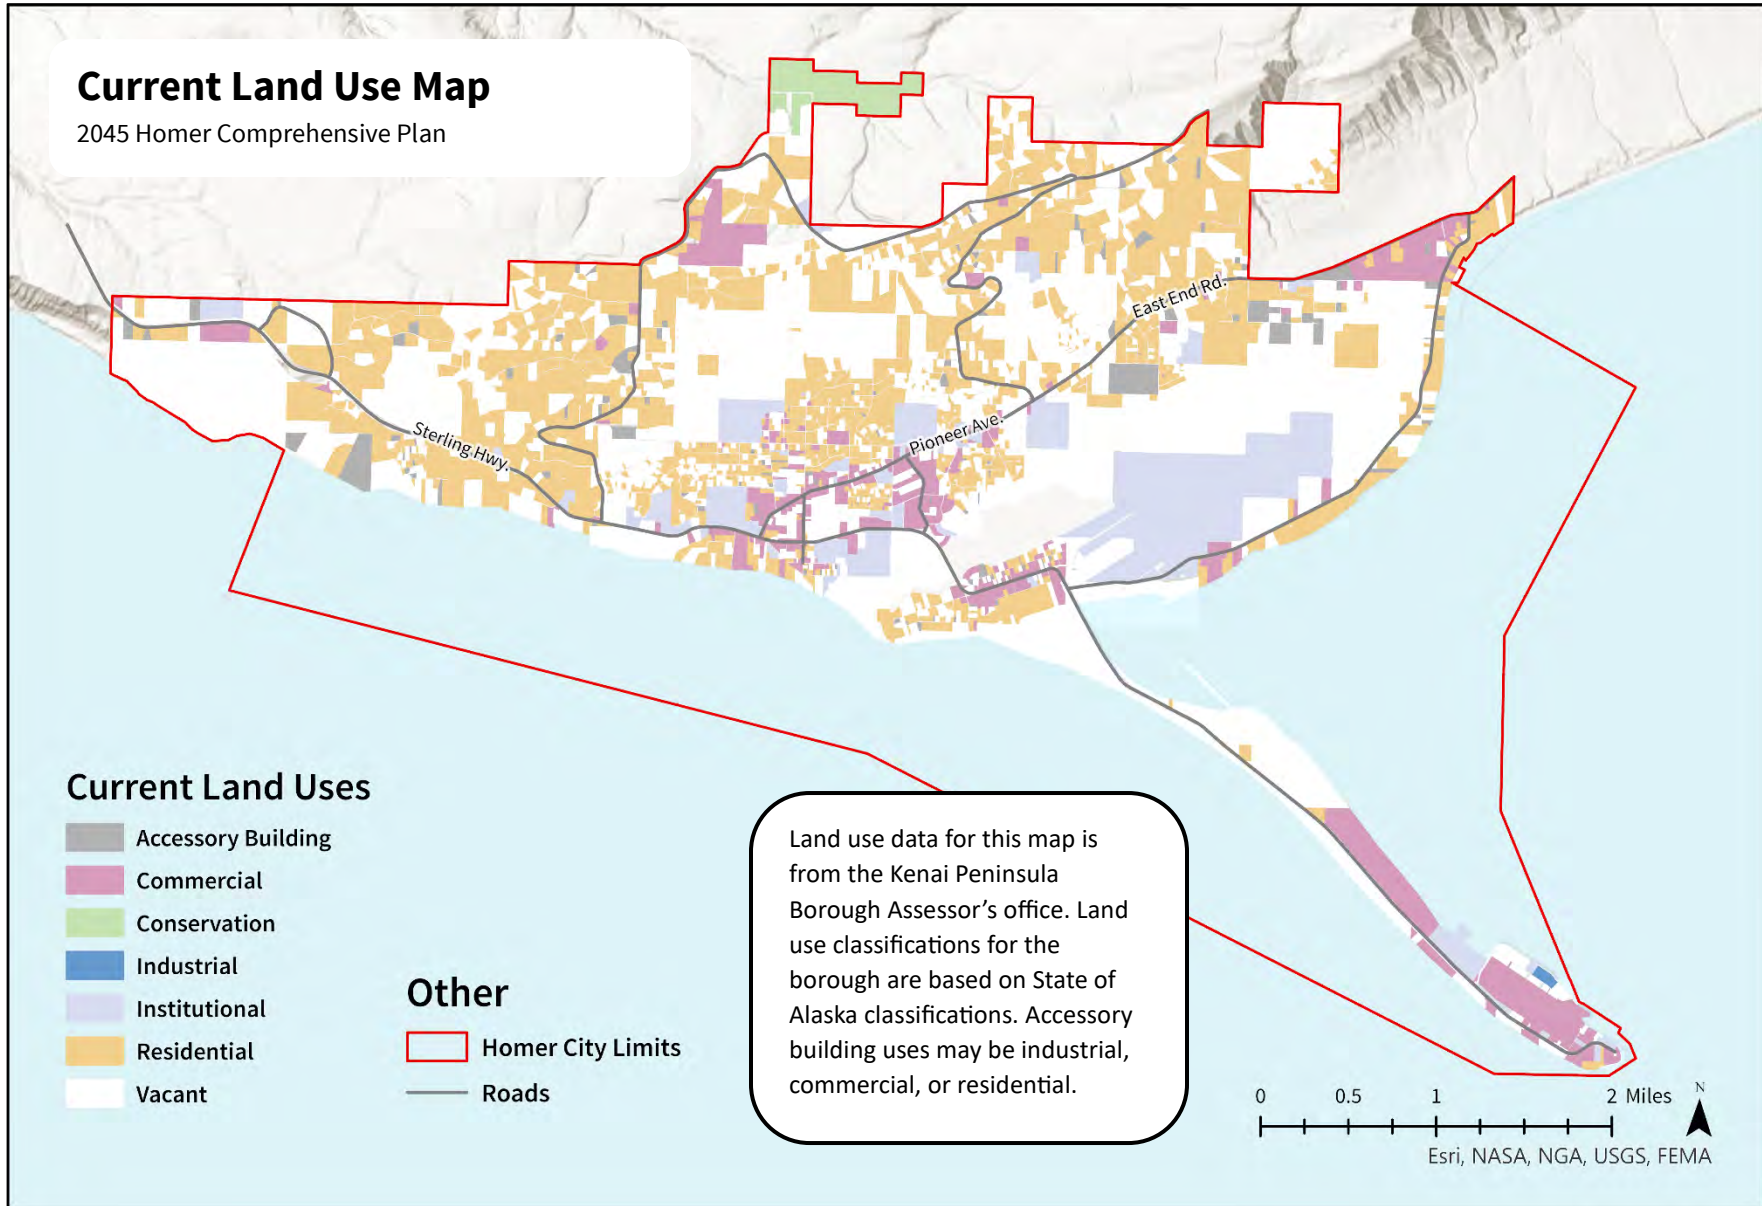 Current Land Use Map
2045 Homer Comprehensive Plan
East End Rd.
Pioneer Ave.
Sterling Hwy.
Current Land Uses
Accessory Building
Commercial
Conservation
Industrial
Institutional
Residential
Vacant
Other
Homer City Limits
Roads
Land use data for this map is
from the Kenai Peninsula
Borough Assessor’s office. Land
use classifications for the
borough are based on State of
Alaska classifications. Accessory
building uses may be industrial,
commercial, or residential.
0 0.5 1 2 Miles
N
Esri, NASA, NGA, USGS, FEMA